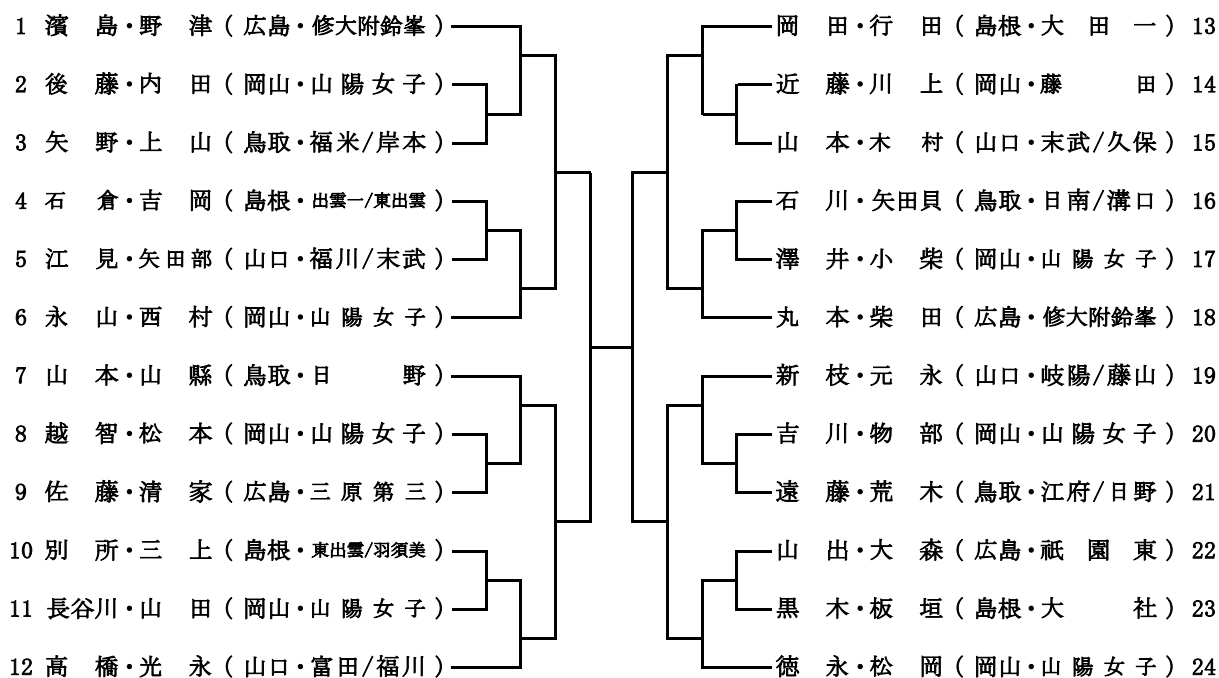 1 濱 島・野 津 ( 広島・修大附鈴峯 )
2 後 藤・内 田 ( 岡山・山陽女子 )
3 矢 野・上 山 ( 鳥取・福米/岸本 )
4 石 倉・吉 岡 ( 島根・出雲一/東出雲 )
5 江 見・矢田部 ( 山口・福川/末武 )
6 永 山・西 村 ( 岡山・山陽女子 )
7 山 本・山 縣 ( 鳥取・日 野 )
8 越 智・松 本 ( 岡山・山陽女子 )
9 佐 藤・清 家 ( 広島・三原第三 )
10 別 所・三 上 ( 島根・東出雲/羽須美 )
11 長谷川・山 田 ( 岡山・山陽女子 )
12 高 橋・光 永 ( 山口・富田/福川 )
岡 田・行 田 ( 島根・大 田 一 ) 13
近 藤・川 上 ( 岡山・藤 田 ) 14
山 本・木 村 ( 山口・末武/久保 ) 15
石 川・矢田貝 ( 鳥取・日南/溝口 ) 16
澤 井・小 柴 ( 岡山・山陽女子 ) 17
丸 本・柴 田 ( 広島・修大附鈴峯 ) 18
新 枝・元 永 ( 山口・岐陽/藤山 ) 19
吉 川・物 部 ( 岡山・山陽女子 ) 20
遠 藤・荒 木 ( 鳥取・江府/日野 ) 21
山 出・大 森 ( 広島・祇 園 東 ) 22
黒 木・板 垣 ( 島根・大 社 ) 23
徳 永・松 岡 ( 岡山・山陽女子 ) 24